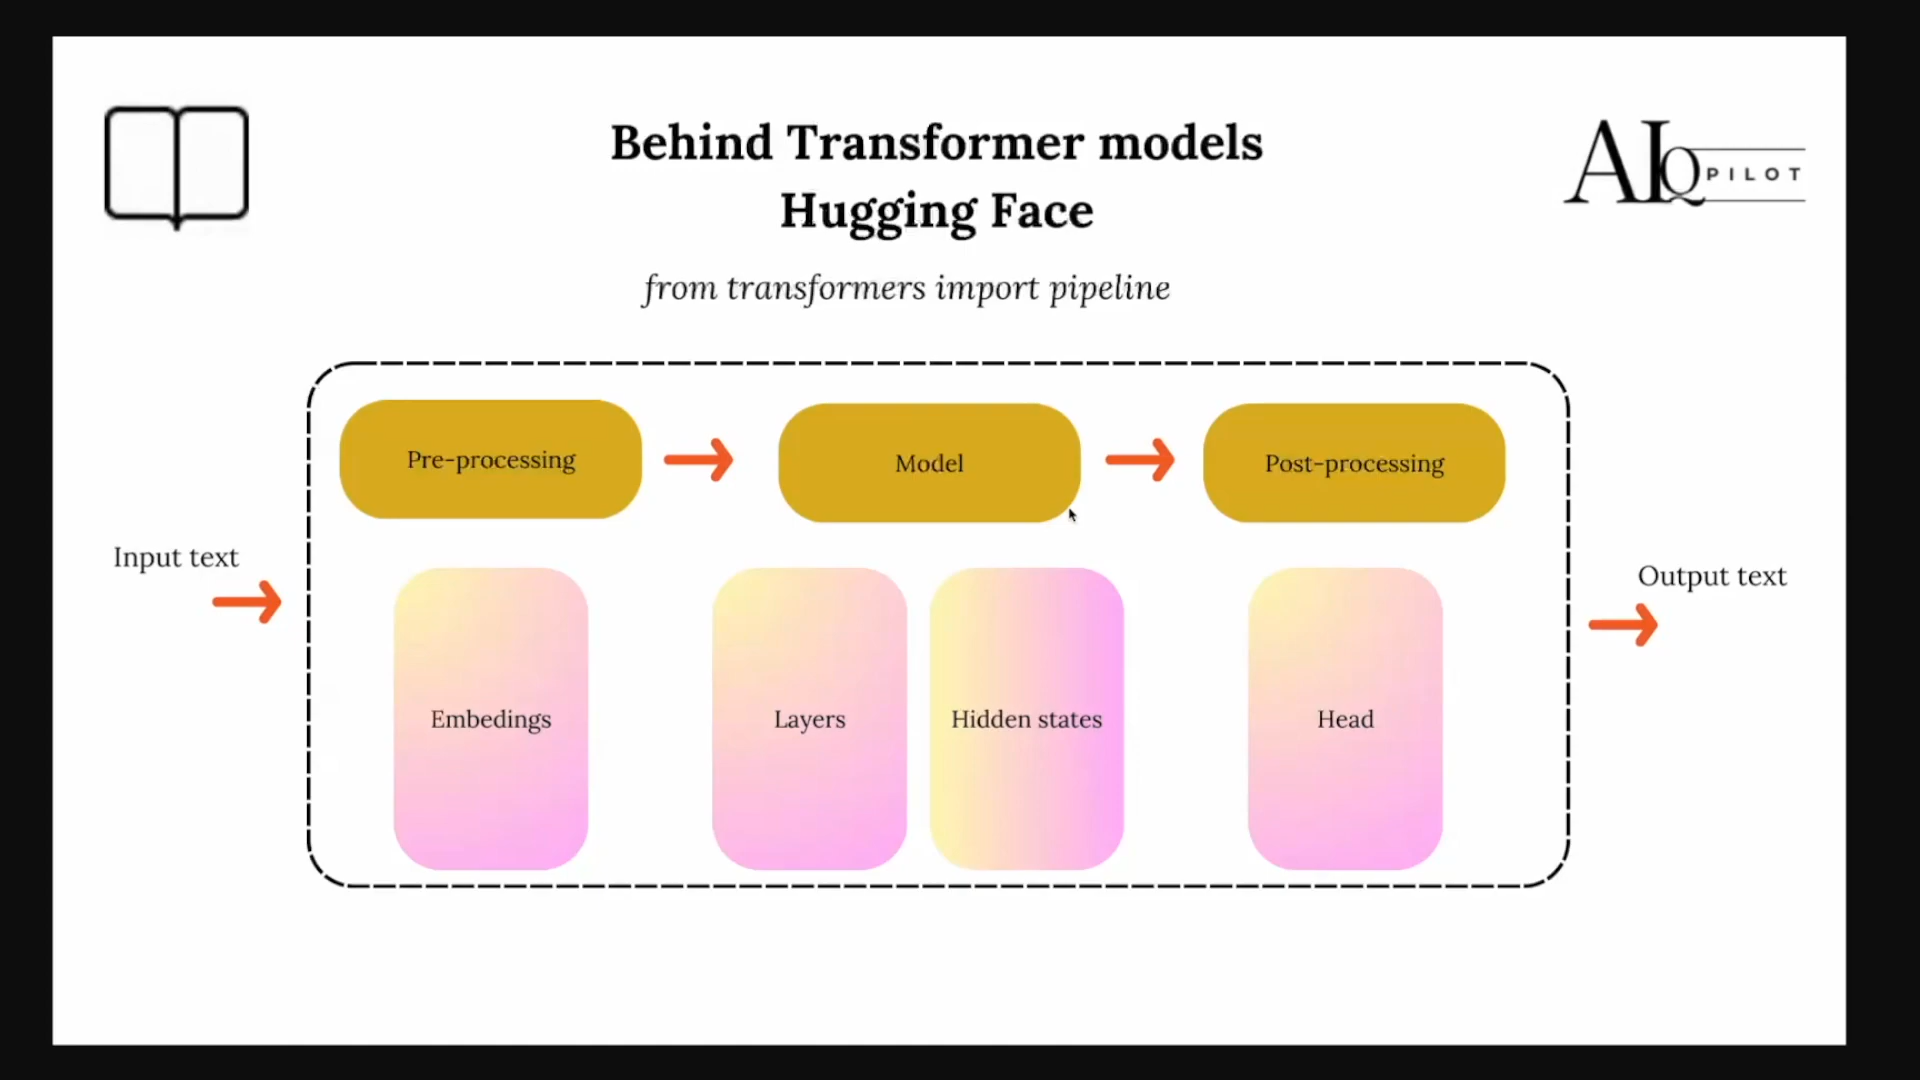 Behind Transformer models
Hugging Face
AIQ PILOT
from transformers import pipeline
Pre-processing
Model
Post-processing
Input text
Output text
Embedings
Layers
Hidden states
Head